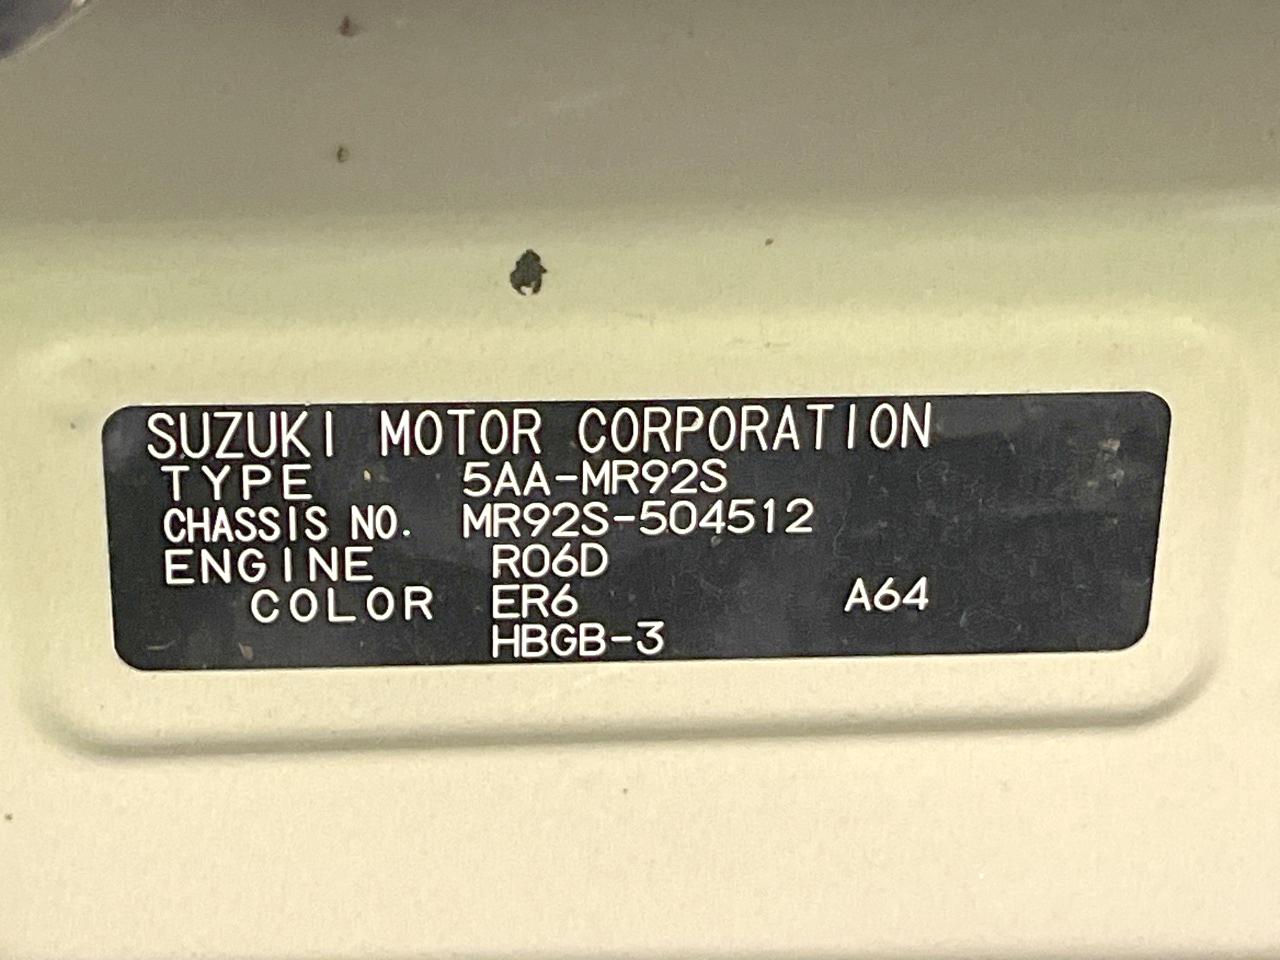 SUZUKI MOTOR CORPORATION
TYPE 5AA-MR92S
CHASSIS NO. MR92S-504512
ENGINE R06D
COLOR ER6 A64
HBGB-3